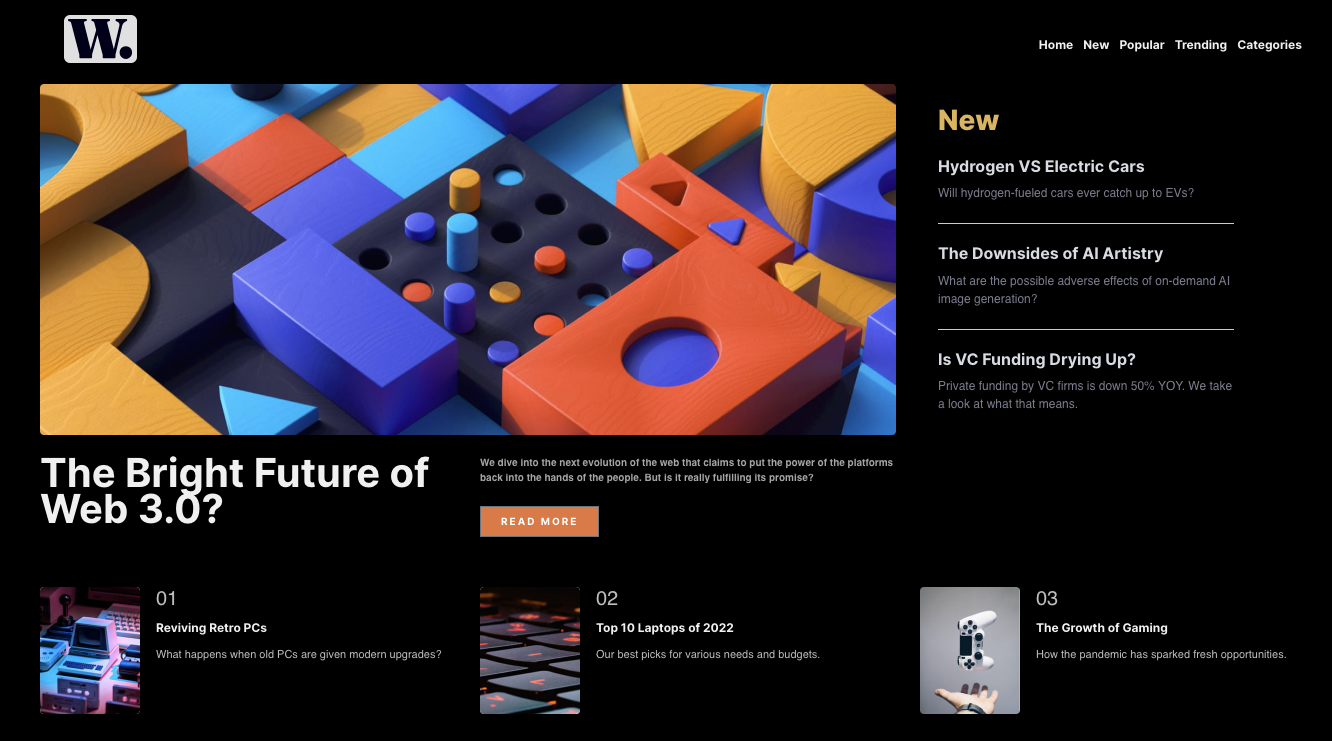 W.
Home New Popular Trending Categories
New
Hydrogen VS Electric Cars
Will hydrogen-fueled cars ever catch up to EVs?
The Downsides of AI Artistry
What are the possible adverse effects of on-demand AI
image generation?
Is VC Funding Drying Up?
Private funding by VC firms is down 50% YOY. We take
a look at what that means.
The Bright Future of
Web 3.0?
We dive into the next evolution of the web that claims to put the power of the platforms
back into the hands of the people. But is it really fulfilling its promise?
READ MORE
01
Reviving Retro PCs
What happens when old PCs are given modern upgrades?
02
Top 10 Laptops of 2022
Our best picks for various needs and budgets.
03
The Growth of Gaming
How the pandemic has sparked fresh opportunities.